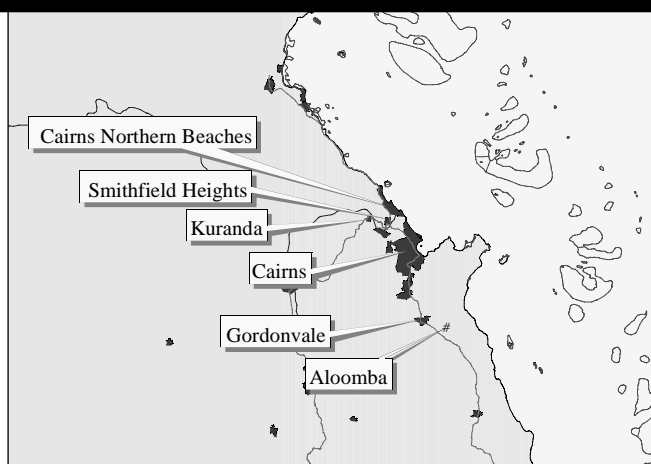 Cairns Northern Beaches
Smithfield Heights
Kuranda
Cairns
Gordonvale
#
Aloomba